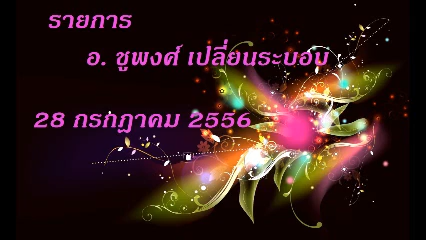 รายการ
อ. ชูพงศ์ เปลี่ยนระบอบ
28 กรกฎาคม 2556